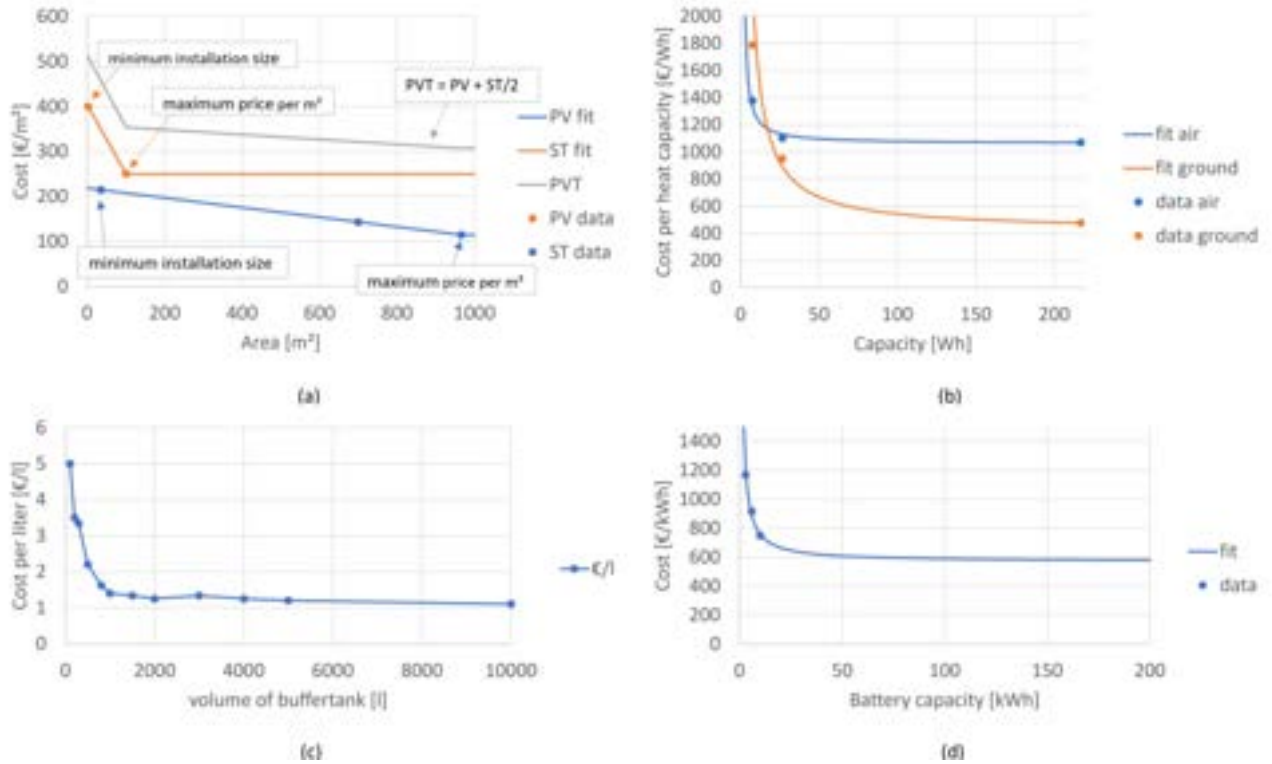 600
500
400
300
200
100
0
Cost [€/m²]
minimum installation size
maximum price per m²
PVT = PV + ST/2
minimum installation size
maximum price per m²
0 200 400 600 800 1000
Area [m²]
PV fit
ST fit
PVT
PV data
ST data
(a)
2000
1800
1600
1400
1200
1000
800
600
400
200
0
Cost per heat capacity [€/Wh]
0 50 100 150 200
Capacity [Wh]
fit air
fit ground
data air
data ground
(b)
6
5
4
3
2
1
0
Cost per liter [€/l]
0 2000 4000 6000 8000 10000
volume of buffertank [l]
€/l
(c)
1400
1200
1000
800
600
400
200
0
Cost [€/kWh]
0 50 100 150 200
Battery capacity [kWh]
fit
data
(d)